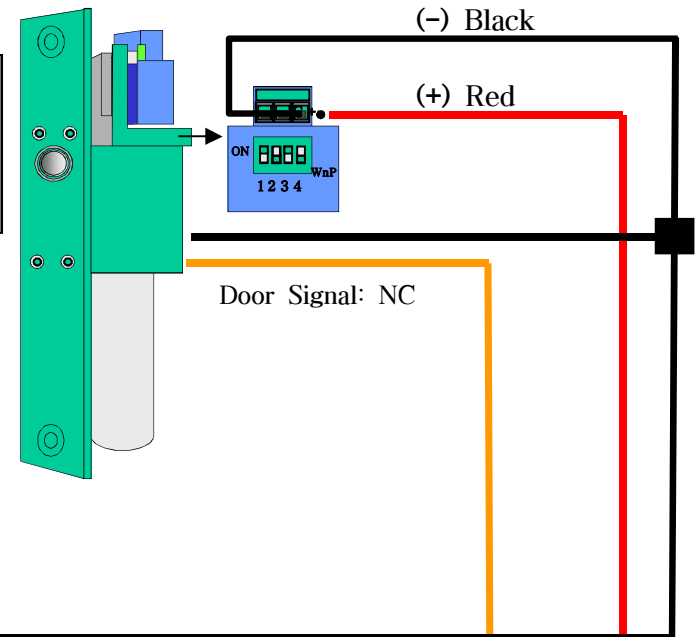 (-) Black
(+) Red
+
ON
WnP
1 2 3 4
Door Signal: NC